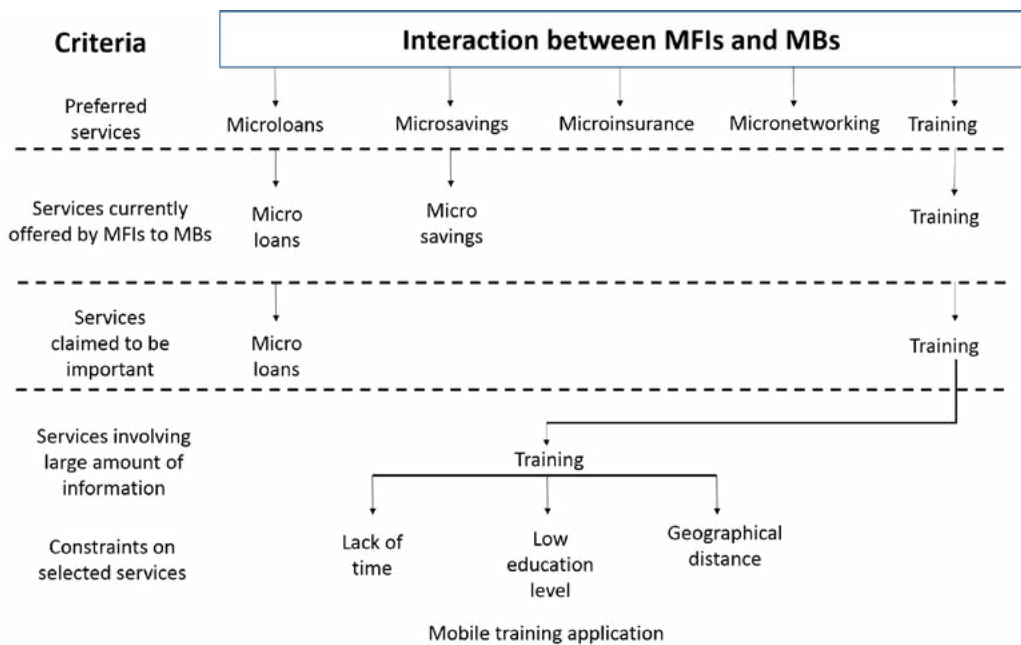 Criteria
Interaction between MFIs and MBs
Preferred
services
Microloans
Microsavings
Microinsurance
Micronetworking
Training
Services currently
offered by MFIs to MBs
Micro
loans
Micro
savings
Training
Services
claimed to be
important
Micro
loans
Training
Services involving
large amount of
information
Training
Constraints on
selected services
Lack of
time
Low
education
level
Geographical
distance
Mobile training application